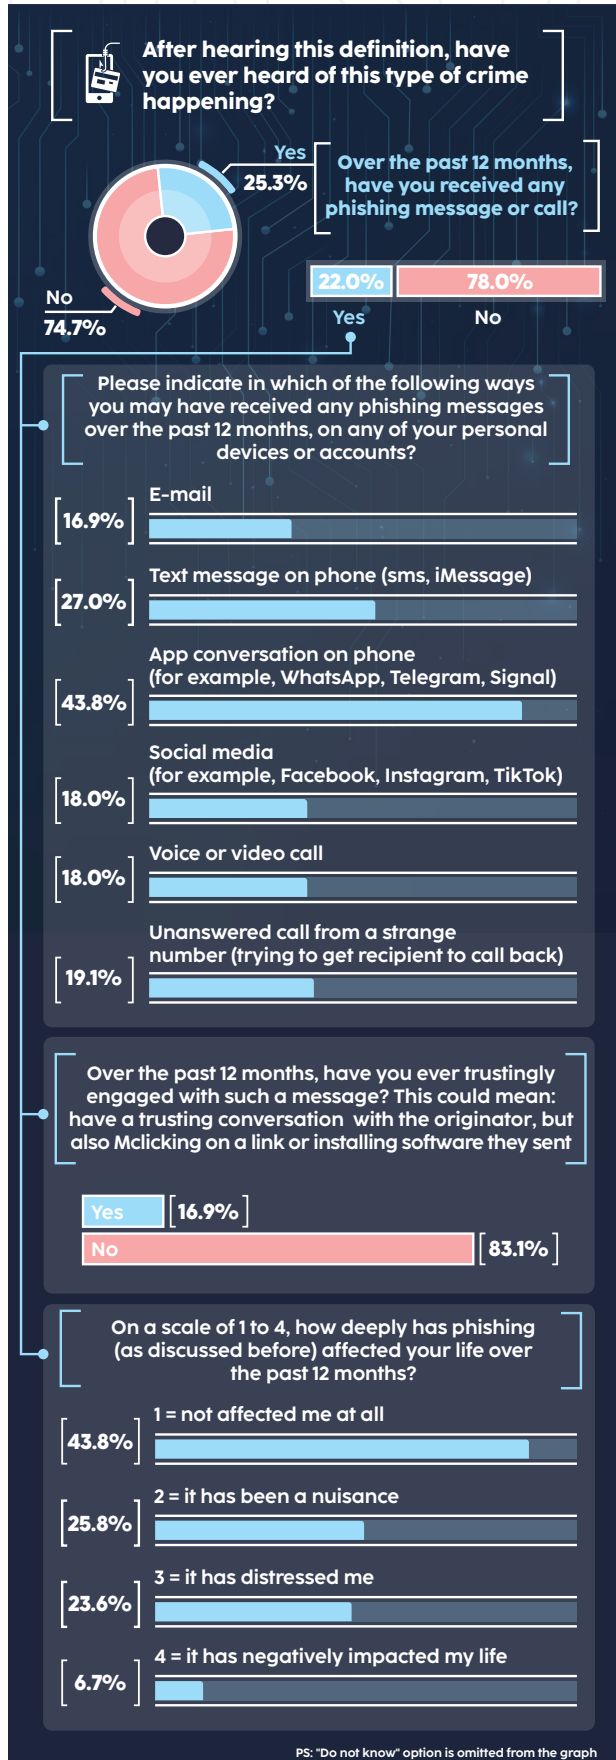 After hearing this definition, have
you ever heard of this type of crime
happening?
Yes
25.3%
No
74.7%
Over the past 12 months,
have you received any
phishing message or call?
22.0%
78.0%
Yes
No
Please indicate in which of the following ways
you may have received any phishing messages
over the past 12 months, on any of your personal
devices or accounts?
E-mail
16.9%
Text message on phone (sms, iMessage)
27.0%
App conversation on phone
(for example, WhatsApp, Telegram, Signal)
43.8%
Social media
(for example, Facebook, Instagram, TikTok)
18.0%
Voice or video call
18.0%
Unanswered call from a strange
number (trying to get recipient to call back)
19.1%
Over the past 12 months, have you ever trustingly
engaged with such a message? This could mean:
have a trusting conversation with the originator, but
also Mclicking on a link or installing software they sent
Yes
16.9%
No
83.1%
On a scale of 1 to 4, how deeply has phishing
(as discussed before) affected your life over
the past 12 months?
1 = not affected me at all
43.8%
2 = it has been a nuisance
25.8%
3 = it has distressed me
23.6%
4 = it has negatively impacted my life
6.7%
PS: "Do not know" option is omitted from the graph